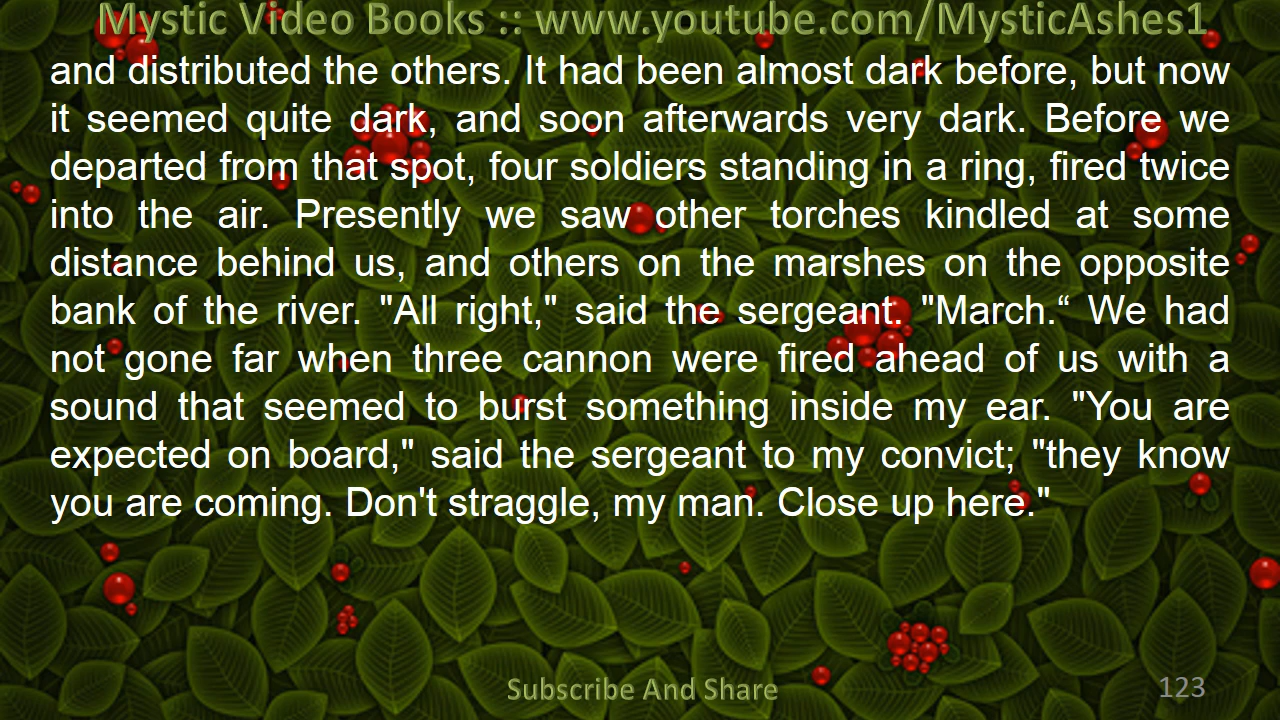 Mystic Video Books :: www.youtube.com/MysticAshes1
and distributed the others. It had been almost dark before, but now
it seemed quite dark, and soon afterwards very dark. Before we
departed from that spot, four soldiers standing in a ring, fired twice
into the air. Presently we saw other torches kindled at some
distance behind us, and others on the marshes on the opposite
bank of the river. "All right," said the sergeant. "March.“ We had
not gone far when three cannon were fired ahead of us with a
sound that seemed to burst something inside my ear. "You are
expected on board," said the sergeant to my convict; "they know
you are coming. Don't straggle, my man. Close up here."
Subscribe And Share
123